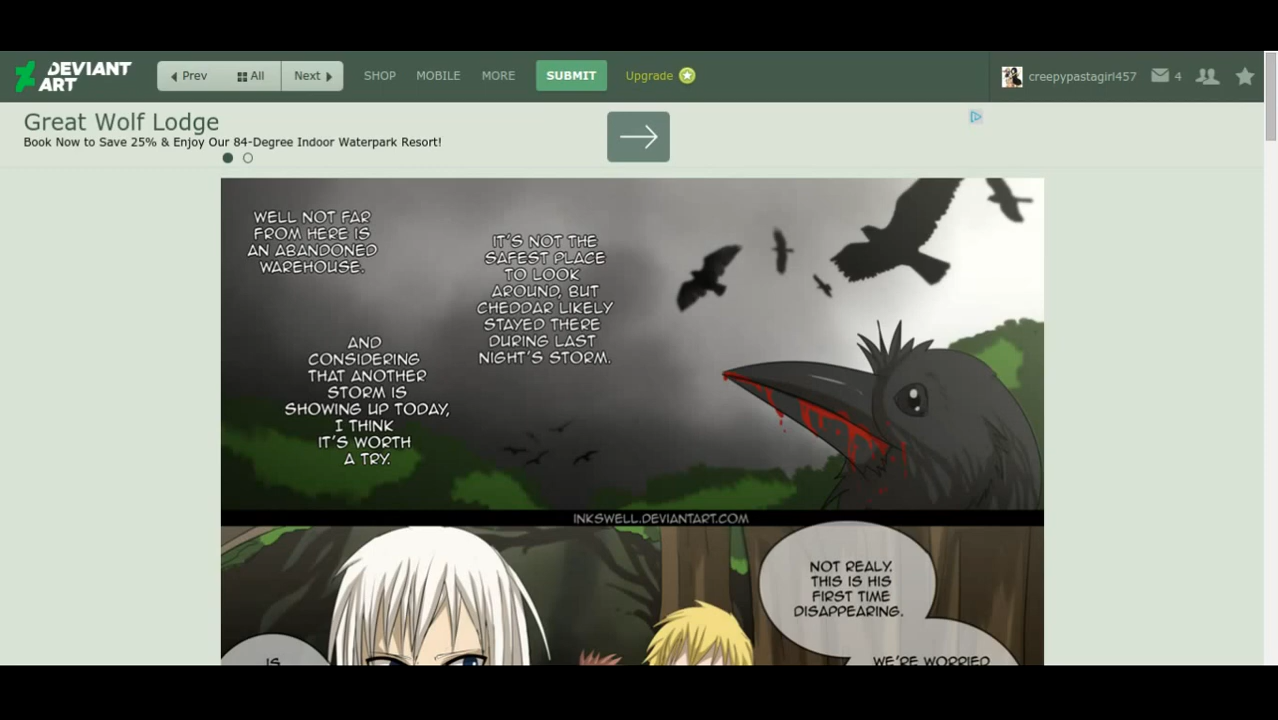 DEVIANT
ART
Prev
All
Next
SHOP
MOBILE
MORE
SUBMIT
Upgrade
creepypastagirl457
4
Great Wolf Lodge
Book Now to Save 25% & Enjoy Our 84-Degree Indoor Waterpark Resort!
WELL NOT FAR
FROM HERE IS
AN ABANDONED
WAREHOUSE.
IT'S NOT THE
SAFEST PLACE
TO LOOK
AROUND, BUT
CHEDDAR LIKELY
STAYED THERE
DURING LAST
NIGHT'S STORM.
AND
CONSIDERING
THAT ANOTHER
STORM IS
SHOWING UP TODAY,
I THINK
IT'S WORTH
A TRY.
INKSWELL.DEVIANTART.COM
NOT REALY.
THIS IS HIS
FIRST TIME
DISAPPEARING.
IS
WE'RE WORRIED